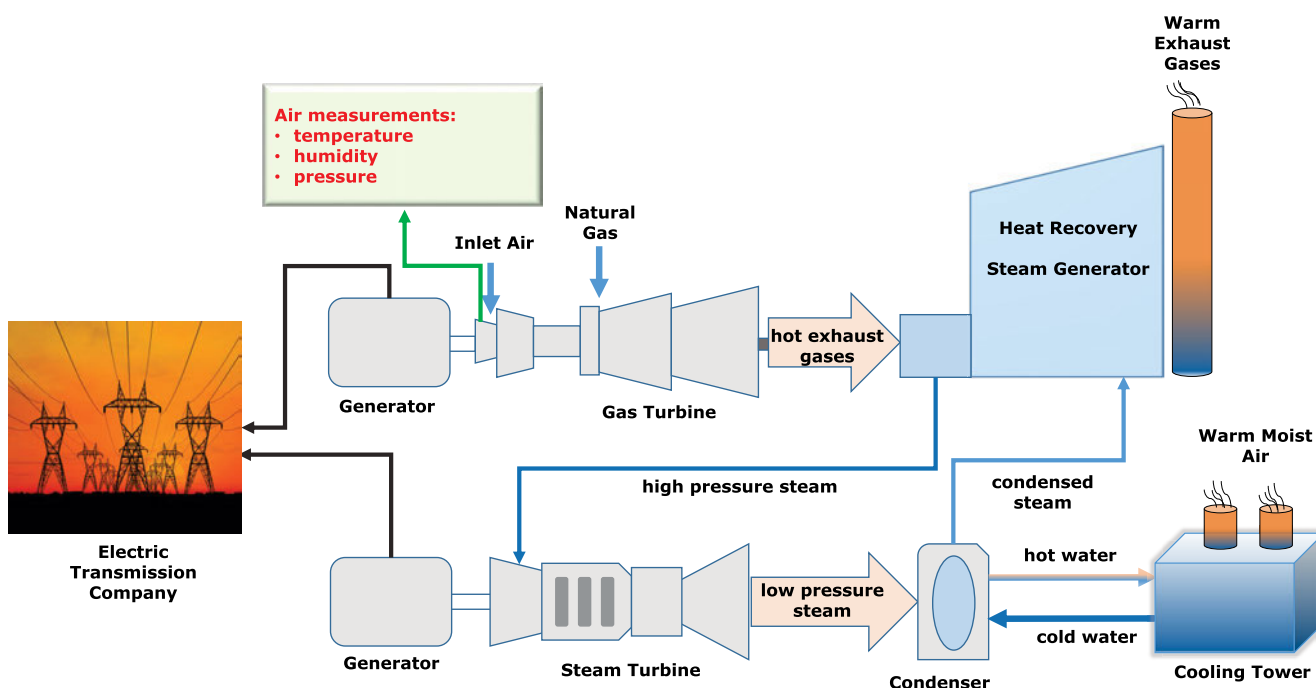 Warm
Exhaust
Gases
Air measurements:
• temperature
• humidity
• pressure
Natural
Gas
Inlet Air
Heat Recovery
Steam Generator
hot exhaust
gases
Generator
Gas Turbine
Warm Moist
Air
high pressure steam
condensed
steam
Electric
Transmission
Company
hot water
low pressure
steam
cold water
Generator
Steam Turbine
Condenser
Cooling Tower